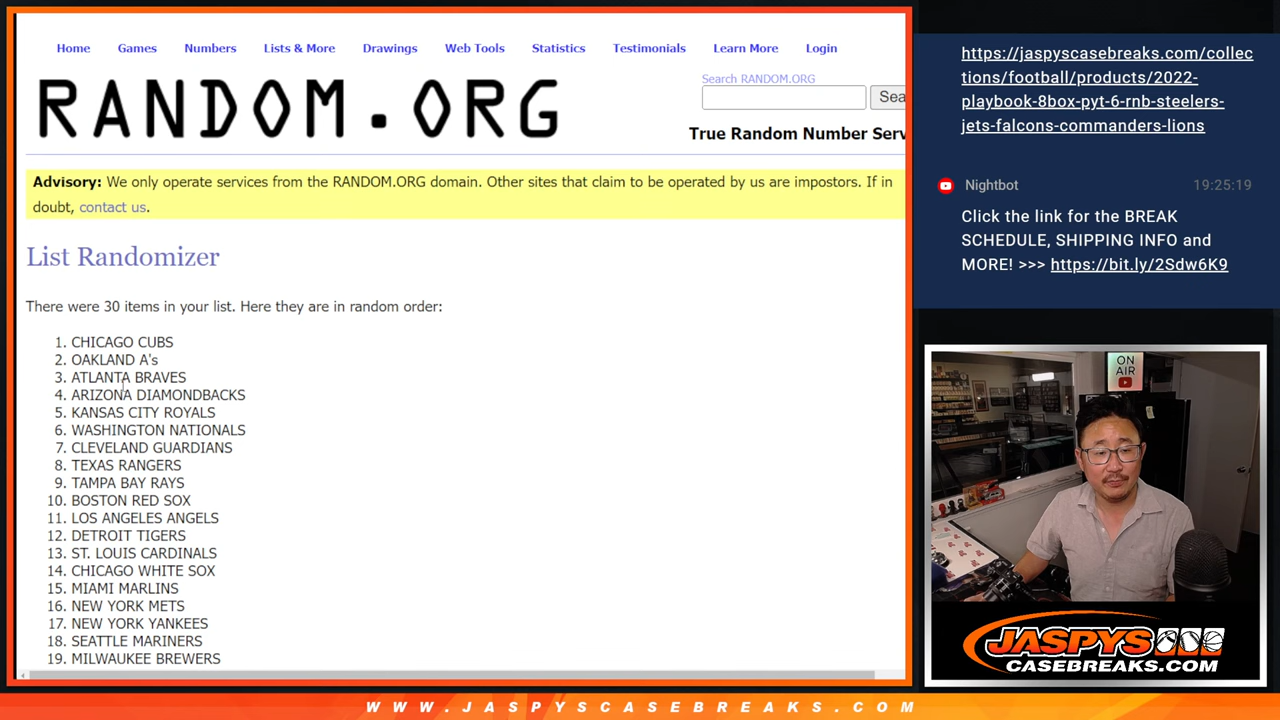 Home Games Numbers Lists & More Drawings Web Tools Statistics Testimonials Learn More Login
RANDOM.ORG
Search RANDOM.ORG
Sea
True Random Number Serv
Advisory: We only operate services from the RANDOM.ORG domain. Other sites that claim to be operated by us are impostors. If in
doubt, contact us.
List Randomizer
There were 30 items in your list. Here they are in random order:
1. CHICAGO CUBS
2. OAKLAND A's
3. ATLANTA BRAVES
4. ARIZONA DIAMONDBACKS
5. KANSAS CITY ROYALS
6. WASHINGTON NATIONALS
7. CLEVELAND GUARDIANS
8. TEXAS RANGERS
9. TAMPA BAY RAYS
10. BOSTON RED SOX
11. LOS ANGELES ANGELS
12. DETROIT TIGERS
13. ST. LOUIS CARDINALS
14. CHICAGO WHITE SOX
15. MIAMI MARLINS
16. NEW YORK METS
17. NEW YORK YANKEES
18. SEATTLE MARINERS
19. MILWAUKEE BREWERS
https://jaspyscasebreaks.com/collec
tions/football/products/2022-
playbook-8box-pyt-6-rnb-steelers-
jets-falcons-commanders-lions
Nightbot 19:25:19
Click the link for the BREAK
SCHEDULE, SHIPPING INFO and
MORE! >>> https://bit.ly/2Sdw6K9
ON
AIR
JASPYS
CASEBREAKS.COM
WWW.JASPYSCASEBREAKS.COM